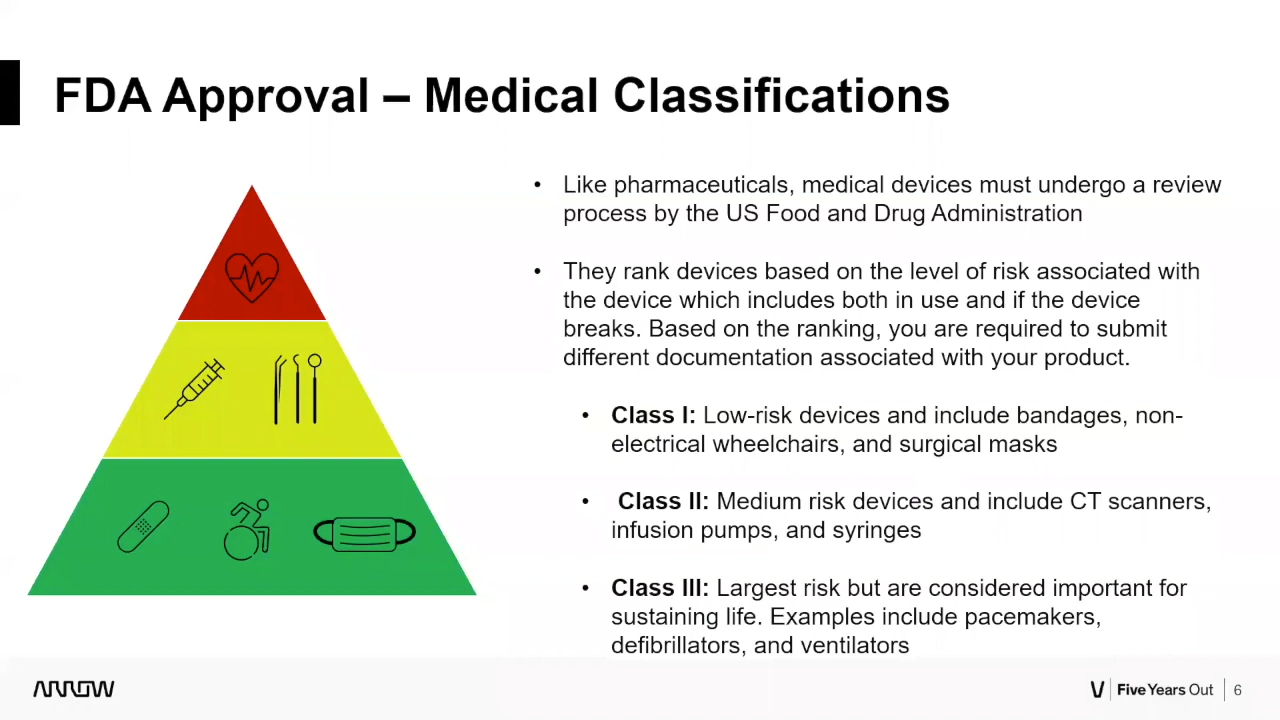 FDA Approval – Medical Classifications
• Like pharmaceuticals, medical devices must undergo a review
process by the US Food and Drug Administration
• They rank devices based on the level of risk associated with
the device which includes both in use and if the device
breaks. Based on the ranking, you are required to submit
different documentation associated with your product.
• Class I: Low-risk devices and include bandages, non-
electrical wheelchairs, and surgical masks
• Class II: Medium risk devices and include CT scanners,
infusion pumps, and syringes
• Class III: Largest risk but are considered important for
sustaining life. Examples include pacemakers,
defibrillators, and ventilators
ARROW
Five Years Out
6